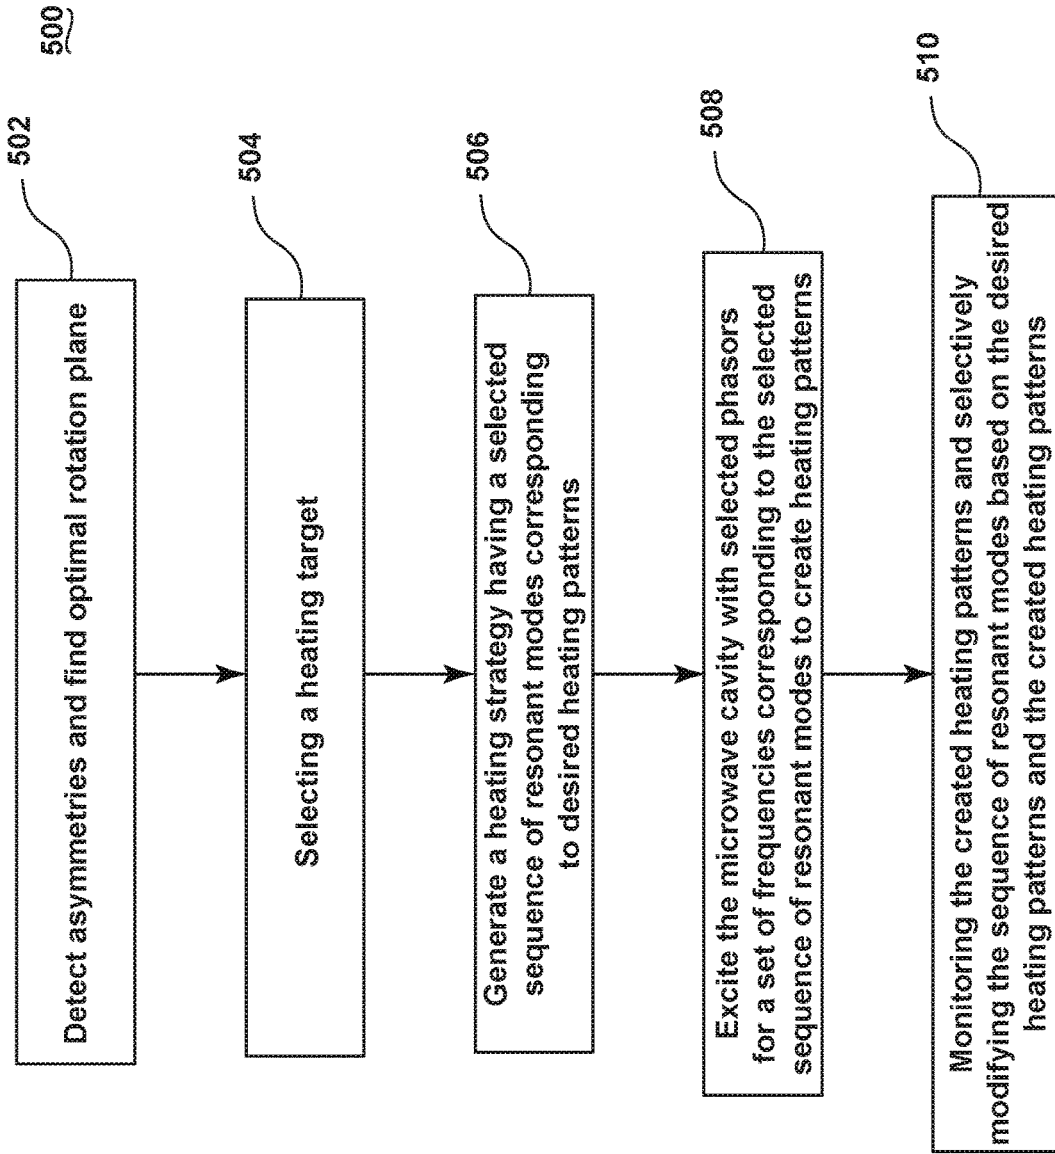 500
502
Detect asymmetries and find optimal rotation plane
504
Selecting a heating target
506
Generate a heating strategy having a selected
sequence of resonant modes corresponding
to desired heating patterns
508
Excite the microwave cavity with selected phasors
for a set of frequencies corresponding to the selected
sequence of resonant modes to create heating patterns
510
Monitoring the created heating patterns and selectively
modifying the sequence of resonant modes based on the desired
heating patterns and the created heating patterns